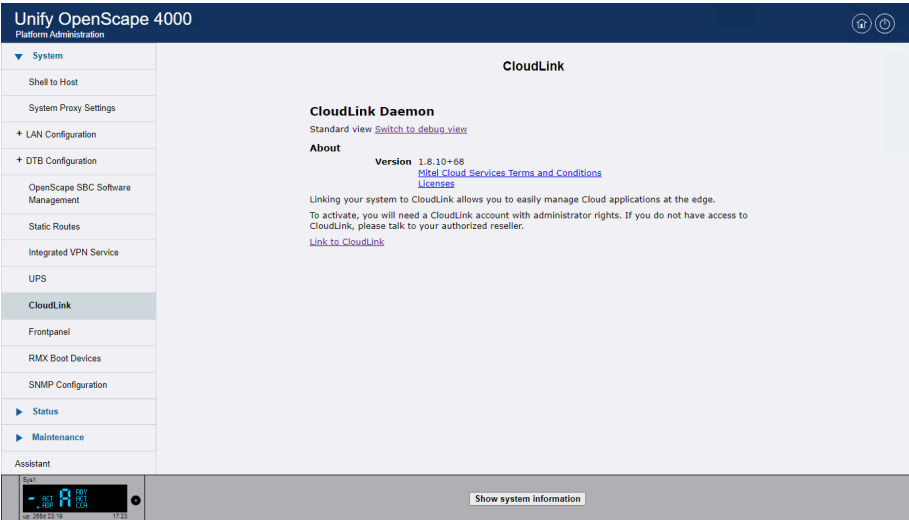 Unify OpenScape 4000
Platform Administration
System
Shell to Host
System Proxy Settings
+ LAN Configuration
+ DTB Configuration
OpenScape SBC Software
Management
Static Routes
Integrated VPN Service
UPS
CloudLink
Frontpanel
RMX Boot Devices
SNMP Configuration
Status
Maintenance
Assistant
CloudLink
CloudLink Daemon
Standard view Switch to debug view
About
Version 1.8.10+68
Mitel Cloud Services Terms and Conditions
Licenses
Linking your system to CloudLink allows you to easily manage Cloud applications at the edge.
To activate, you will need a CloudLink account with administrator rights. If you do not have access to
CloudLink, please talk to your authorized reseller.
Link to CloudLink
Sys1
RDY
- ACT A ACT
CCA
17:23
Show system information